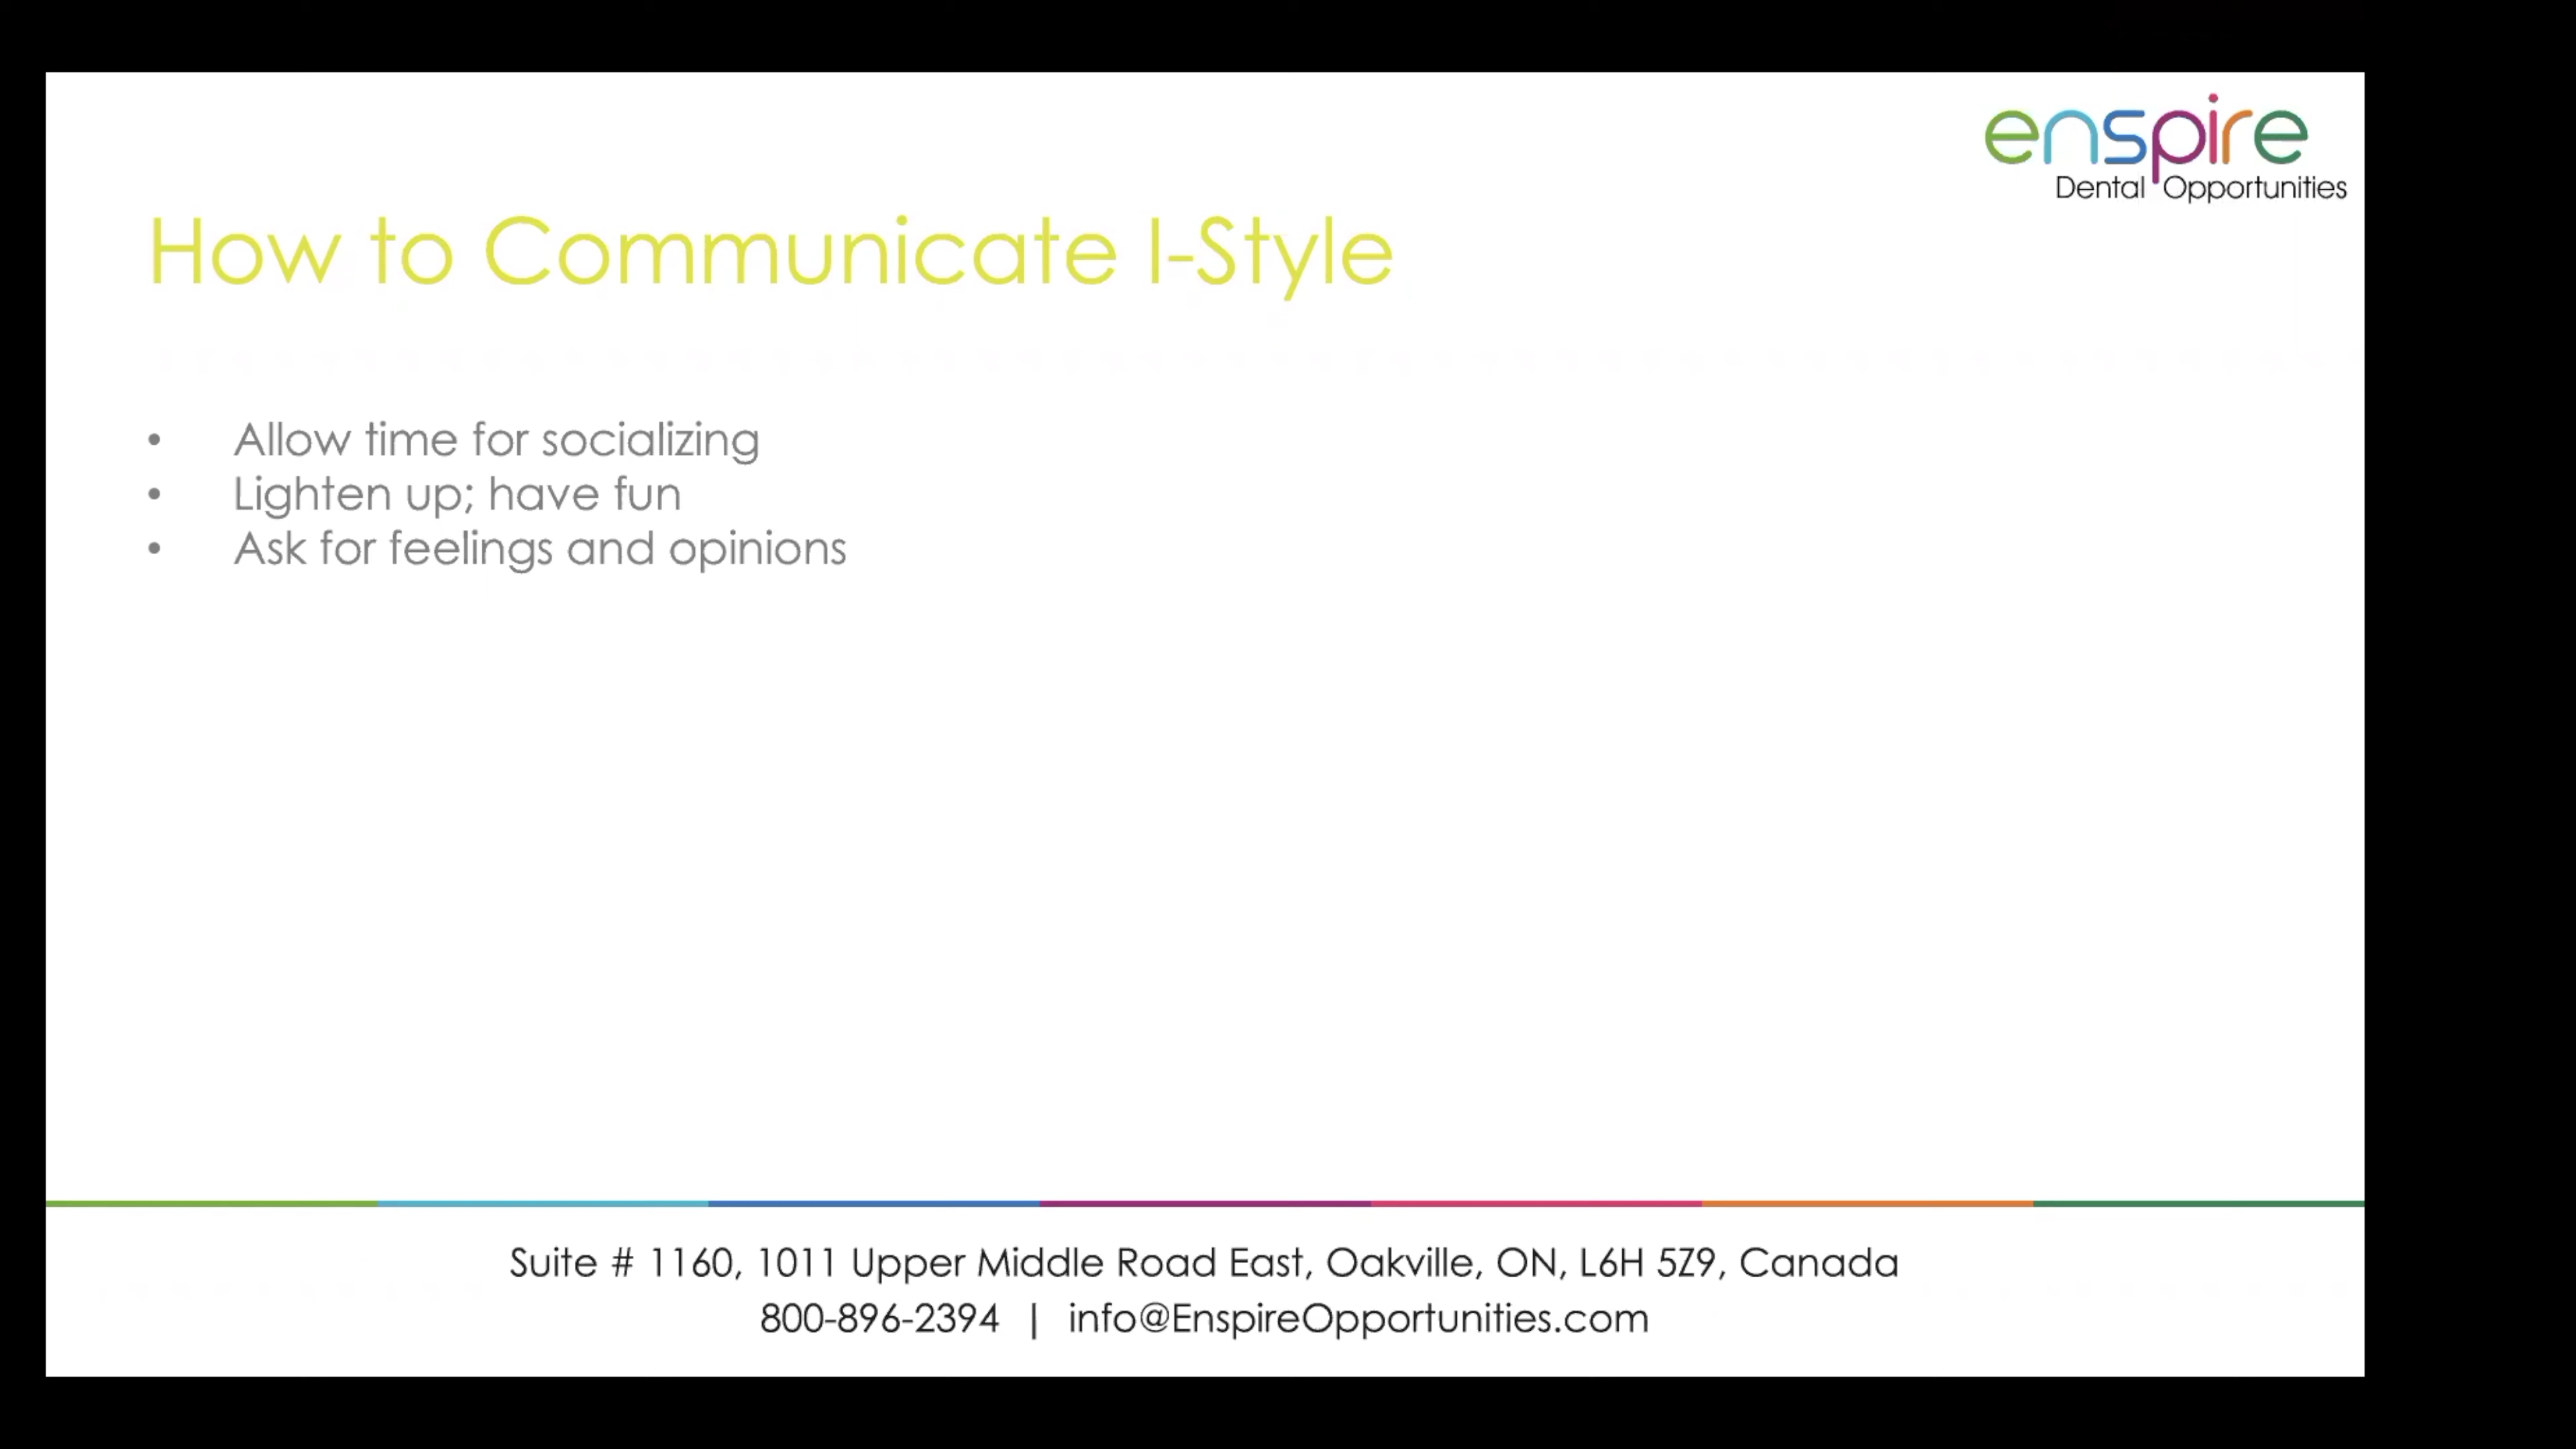 enspire
Dental Opportunities
How to Communicate I-Style
• Allow time for socializing
• Lighten up; have fun
• Ask for feelings and opinions
Suite # 1160, 1011 Upper Middle Road East, Oakville, ON, L6H 5Z9, Canada
800-896-2394 | info@EnspireOpportunities.com